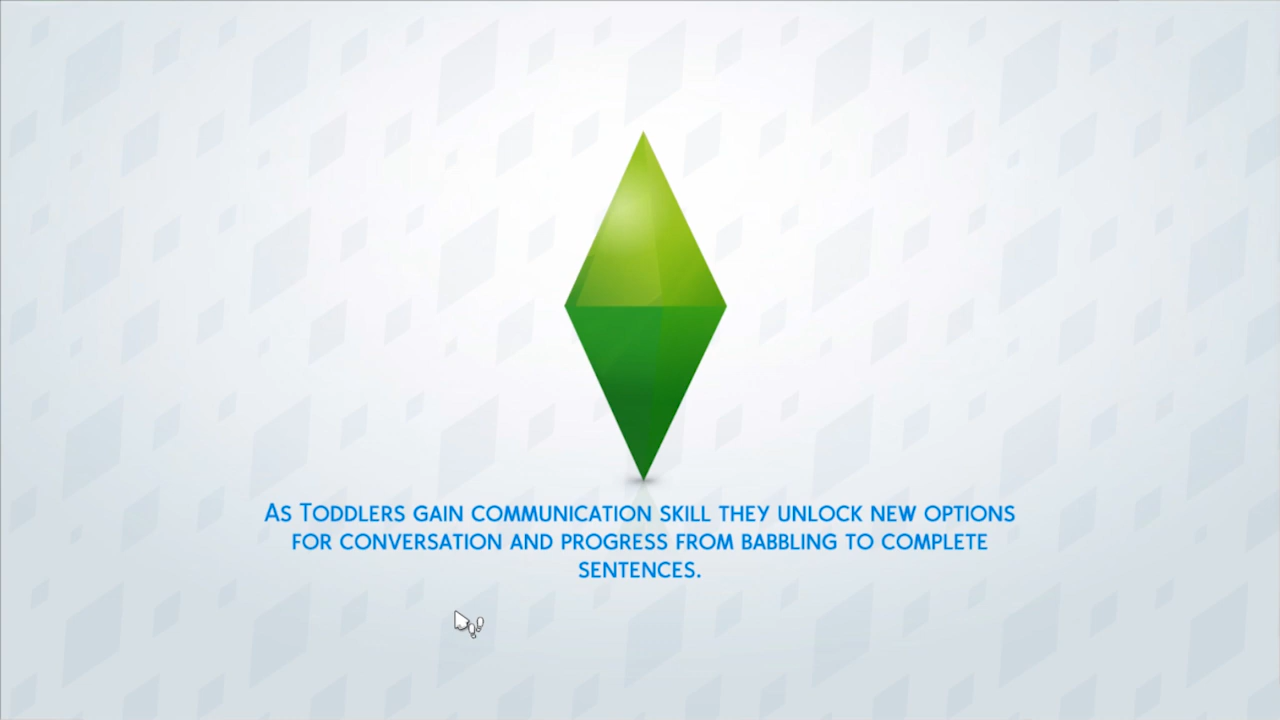 As Toddlers gain communication skill they unlock new options
for conversation and progress from babbling to complete
sentences.